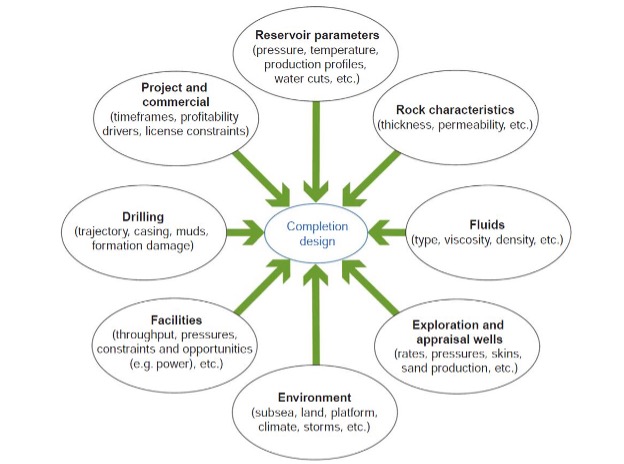 Reservoir parameters
(pressure, temperature,
production profiles,
water cuts, etc.)
Project and
commercial
(timeframes, profitability
drivers, license constraints)
Rock characteristics
(thickness, permeability, etc.)
Drilling
(trajectory, casing, muds,
formation damage)
Completion
design
Fluids
(type, viscosity, density, etc.)
Facilities
(throughput, pressures,
constraints and opportunities
(e.g. power), etc.)
Exploration and
appraisal wells
(rates, pressures, skins,
sand production, etc.)
Environment
(subsea, land, platform,
climate, storms, etc.)